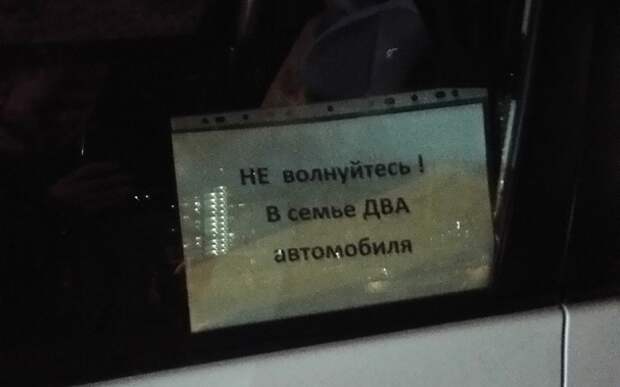 НЕ волнуйтесь !
В семье ДВА
автомобиля